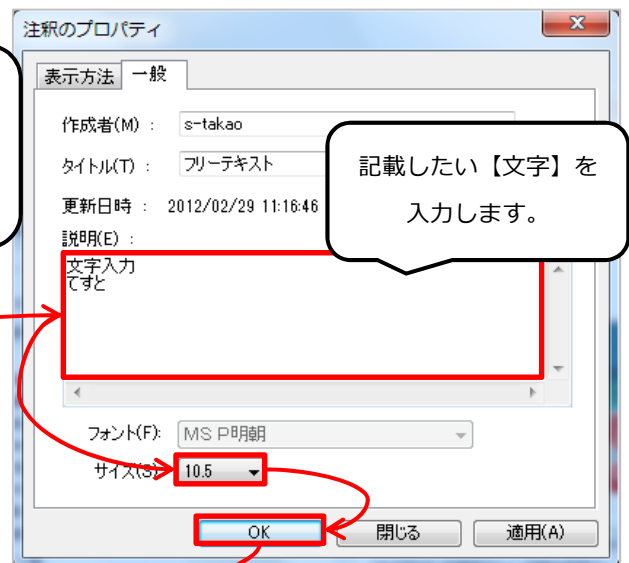 注釈のプロパティ
表示方法 一般
作成者(M) : s-takao
タイトル(T) : フリーテキスト
更新日時 : 2012/02/29 11:16:46
説明(E) :
文字入力
てすと
記載したい【文字】を
入力します。
フォント(F): MS P明朝
サイズ(S): 10.5
OK 閉じる 適用(A)